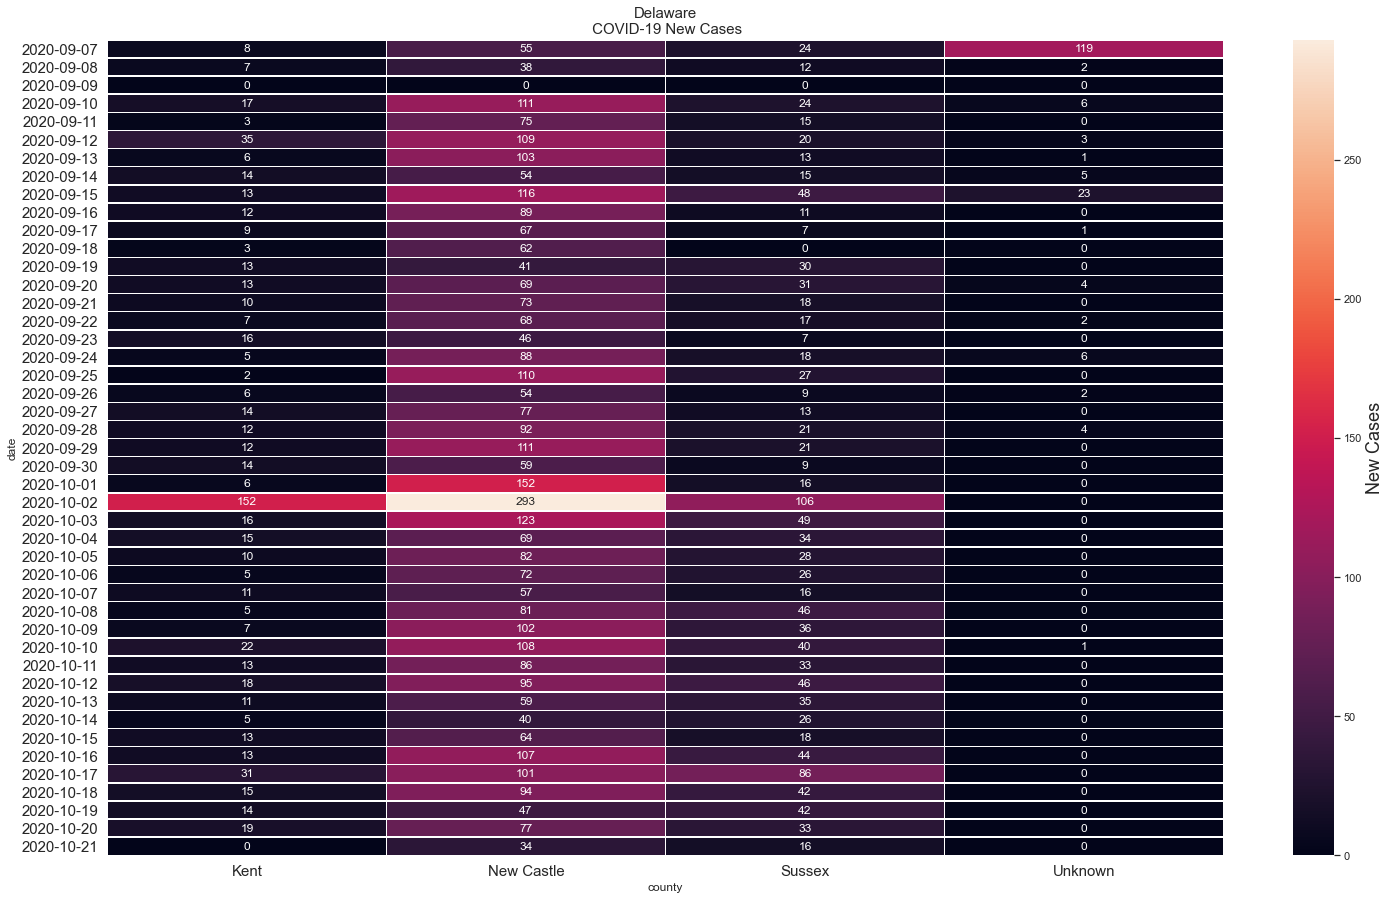 Delaware
COVID-19 New Cases
2020-09-07 8 55 24 119
2020-09-08 7 38 12 2
2020-09-09 0 0 0 0
2020-09-10 17 111 24 6
2020-09-11 3 75 15 0
2020-09-12 35 109 20 3
2020-09-13 6 103 13 1
2020-09-14 14 54 15 5
2020-09-15 13 116 48 23
2020-09-16 12 89 11 0
2020-09-17 9 67 7 1
2020-09-18 3 62 0 0
2020-09-19 13 41 30 0
2020-09-20 13 69 31 4
2020-09-21 10 73 18 0
2020-09-22 7 68 17 2
2020-09-23 16 46 7 0
2020-09-24 5 88 18 6
2020-09-25 2 110 27 0
2020-09-26 6 54 9 2
2020-09-27 14 77 13 0
2020-09-28 12 92 21 4
2020-09-29 12 111 21 0
2020-09-30 14 59 9 0
2020-10-01 6 152 16 0
2020-10-02 152 293 106 0
2020-10-03 16 123 49 0
2020-10-04 15 69 34 0
2020-10-05 10 82 28 0
2020-10-06 5 72 26 0
2020-10-07 11 57 16 0
2020-10-08 5 81 46 0
2020-10-09 7 102 36 0
2020-10-10 22 108 40 1
2020-10-11 13 86 33 0
2020-10-12 18 95 46 0
2020-10-13 11 59 35 0
2020-10-14 5 40 26 0
2020-10-15 13 64 18 0
2020-10-16 13 107 44 0
2020-10-17 31 101 86 0
2020-10-18 15 94 42 0
2020-10-19 14 47 42 0
2020-10-20 19 77 33 0
2020-10-21 0 34 16 0
date
Kent New Castle Sussex Unknown
county
250
200
150
100
50
0
New Cases